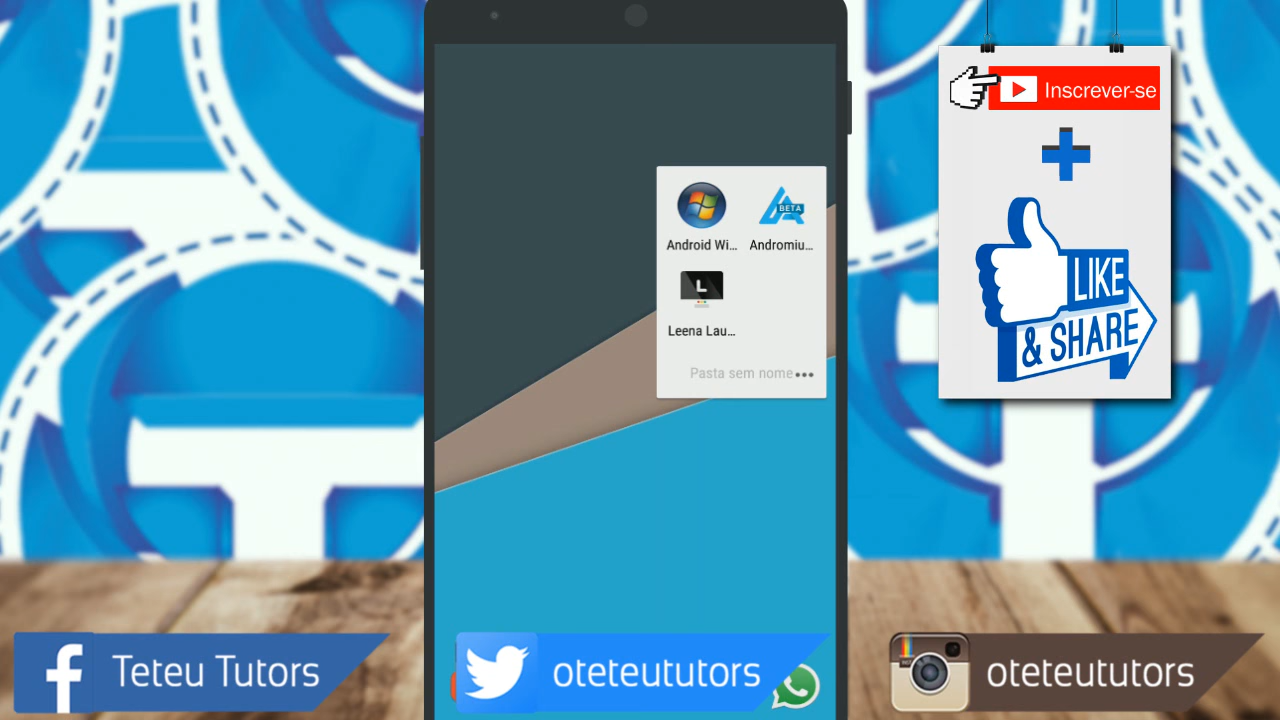 Inscrever-se
BETA
Android Wi...
Andromiu...
L
Leena Lau...
Pasta sem nome
LIKE
& SHARE
Teteu Tutors
oteteututors
oteteututors